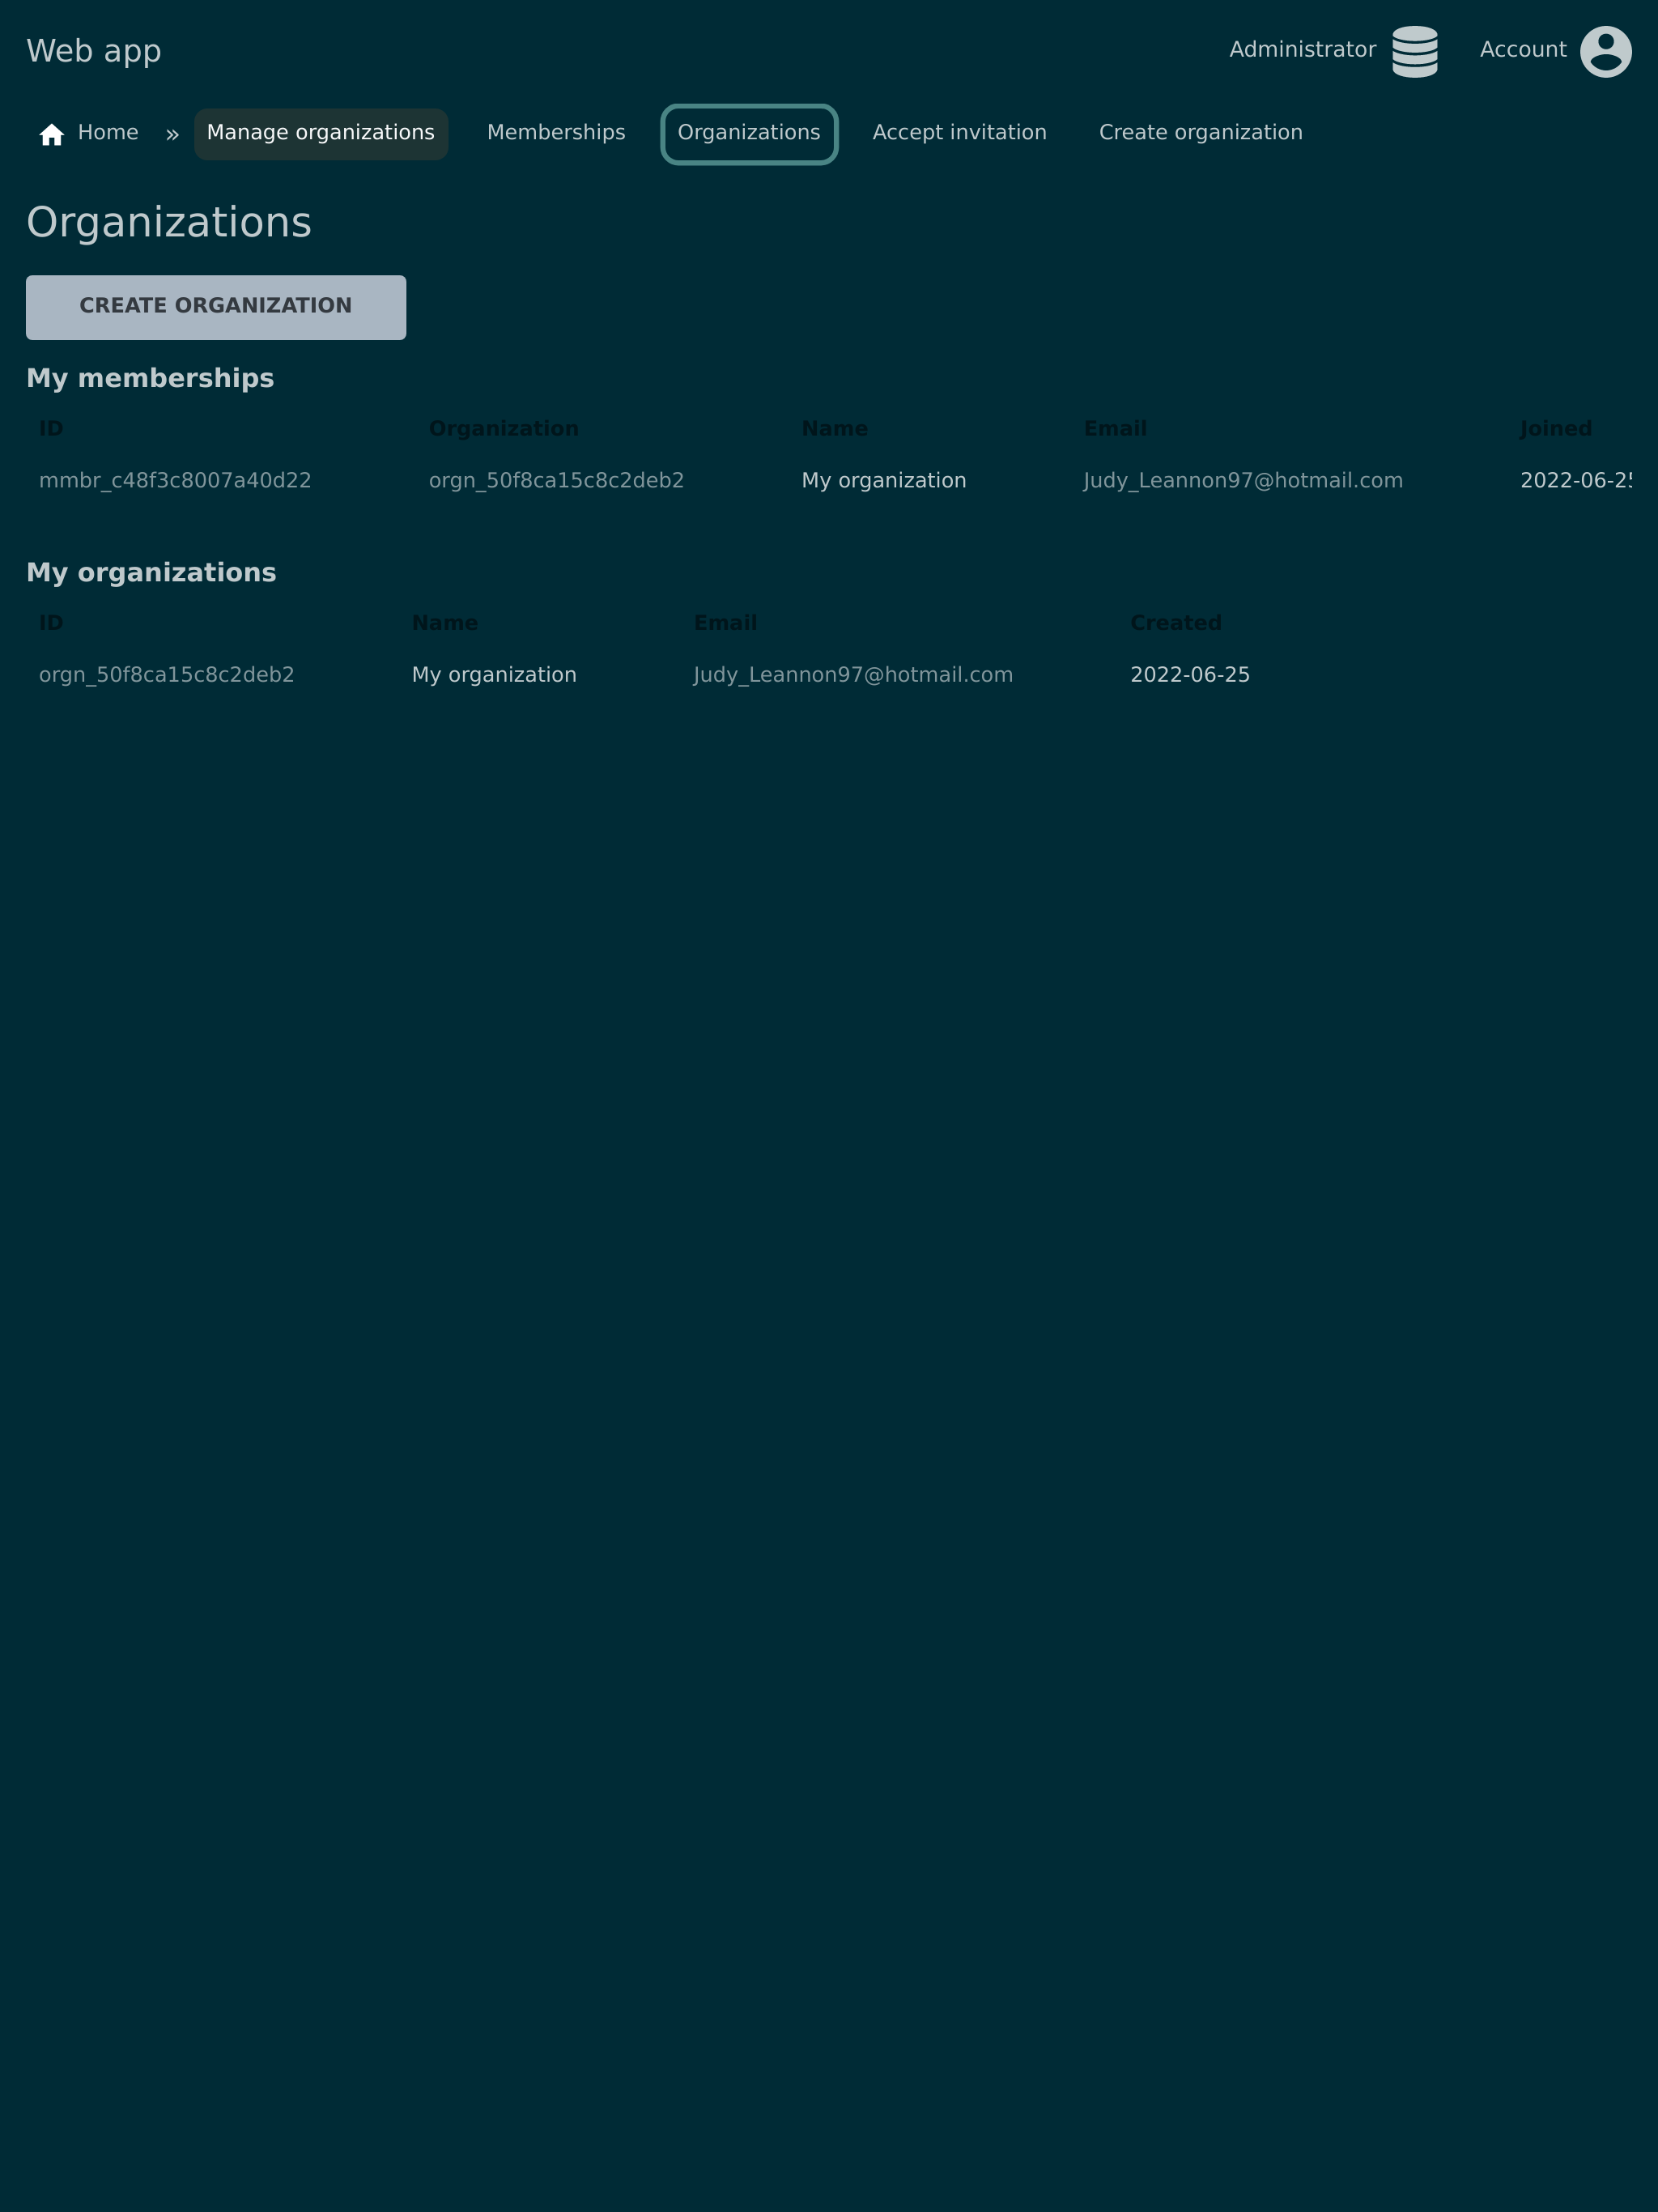 Web app
Administrator Account
Home » Manage organizations Memberships Organizations Accept invitation Create organization
Organizations
CREATE ORGANIZATION
My memberships
ID Organization Name Email Joined
mmbr_c48f3c8007a40d22 orgn_50f8ca15c8c2deb2 My organization Judy_Leannon97@hotmail.com 2022-06-25
My organizations
ID Name Email Created
orgn_50f8ca15c8c2deb2 My organization Judy_Leannon97@hotmail.com 2022-06-25